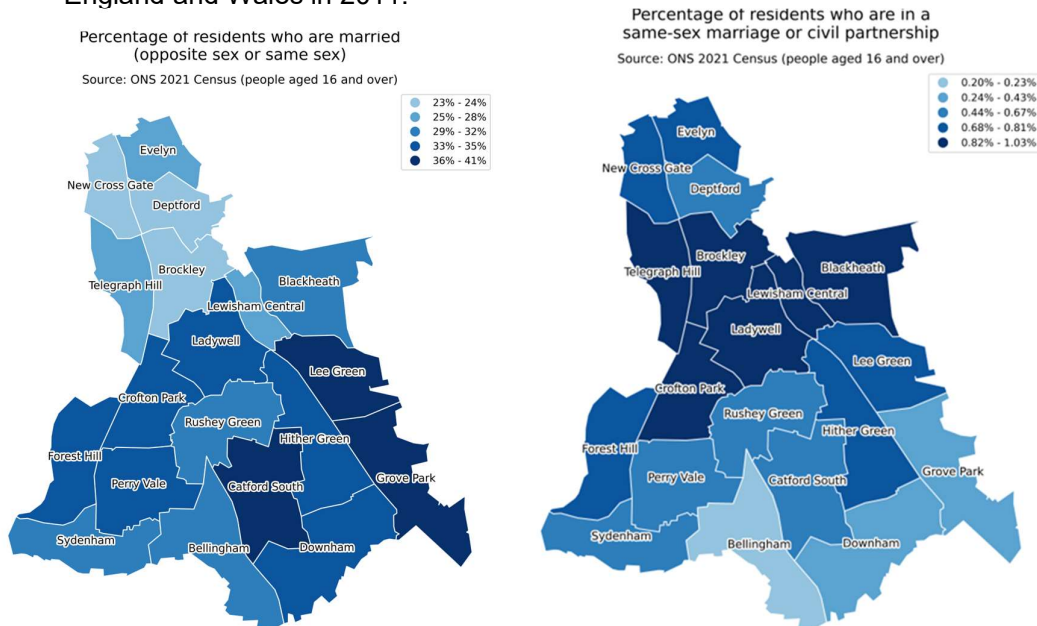 England and Wales in 2011.
Percentage of residents who are married
(opposite sex or same sex)
Source: ONS 2021 Census (people aged 16 and over)
23% - 24%
25% - 28%
29% - 32%
33% - 35%
36% - 41%
Evelyn
New Cross Gate
Deptford
Brockley
Telegraph Hill
Blackheath
Lewisham Central
Ladywell
Lee Green
Crofton Park
Rushey Green
Hither Green
Forest Hill
Perry Vale
Catford South
Grove Park
Sydenham
Bellingham
Downham
Percentage of residents who are in a
same-sex marriage or civil partnership
Source: ONS 2021 Census (people aged 16 and over)
0.20% - 0.23%
0.24% - 0.43%
0.44% - 0.67%
0.68% - 0.81%
0.82% - 1.03%
Evelyn
New Cross Gate
Deptford
Brockley
Telegraph Hill
Blackheath
Lewisham Central
Ladywell
Lee Green
Crofton Park
Rushey Green
Hither Green
Forest Hill
Perry Vale
Catford South
Grove Park
Sydenham
Bellingham
Downham